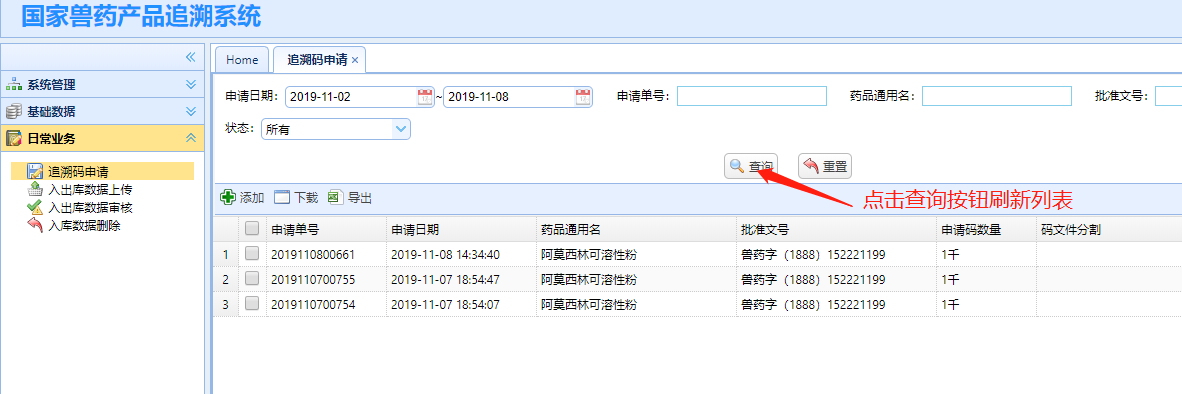 国家兽药产品追溯系统
Home 追溯码申请
系统管理
基础数据
日常业务
追溯码申请
入出库数据上传
入出库数据审核
入库数据删除
申请日期: 2019-11-02 ~ 2019-11-08 申请单号: 药品通用名: 批准文号:
状态: 所有
查询 重置
点击查询按钮刷新列表
添加 下载 导出
申请单号 申请日期 药品通用名 批准文号 申请码数量 码文件分割
1 2019110800661 2019-11-08 14:34:40 阿莫西林可溶性粉 兽药字（1888）152221199 1千
2 2019110700755 2019-11-07 18:54:47 阿莫西林可溶性粉 兽药字（1888）152221199 1千
3 2019110700754 2019-11-07 18:54:07 阿莫西林可溶性粉 兽药字（1888）152221199 1千